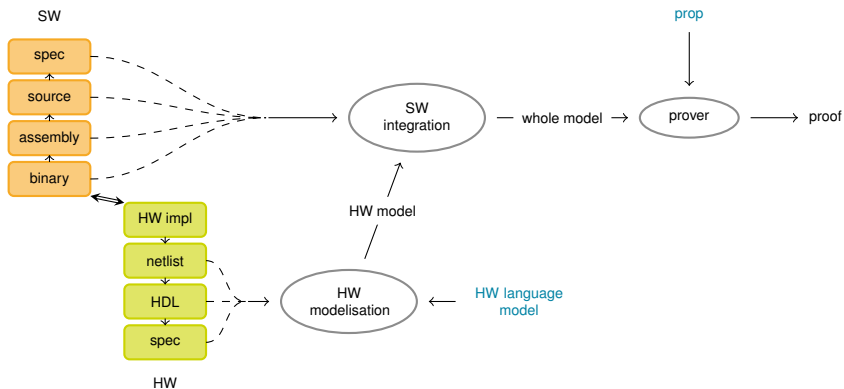 SW
spec
source
assembly
binary
HW impl
netlist
HDL
spec
HW
SW
integration
HW model
HW
modelisation
HW language
model
whole model
prop
prover
proof